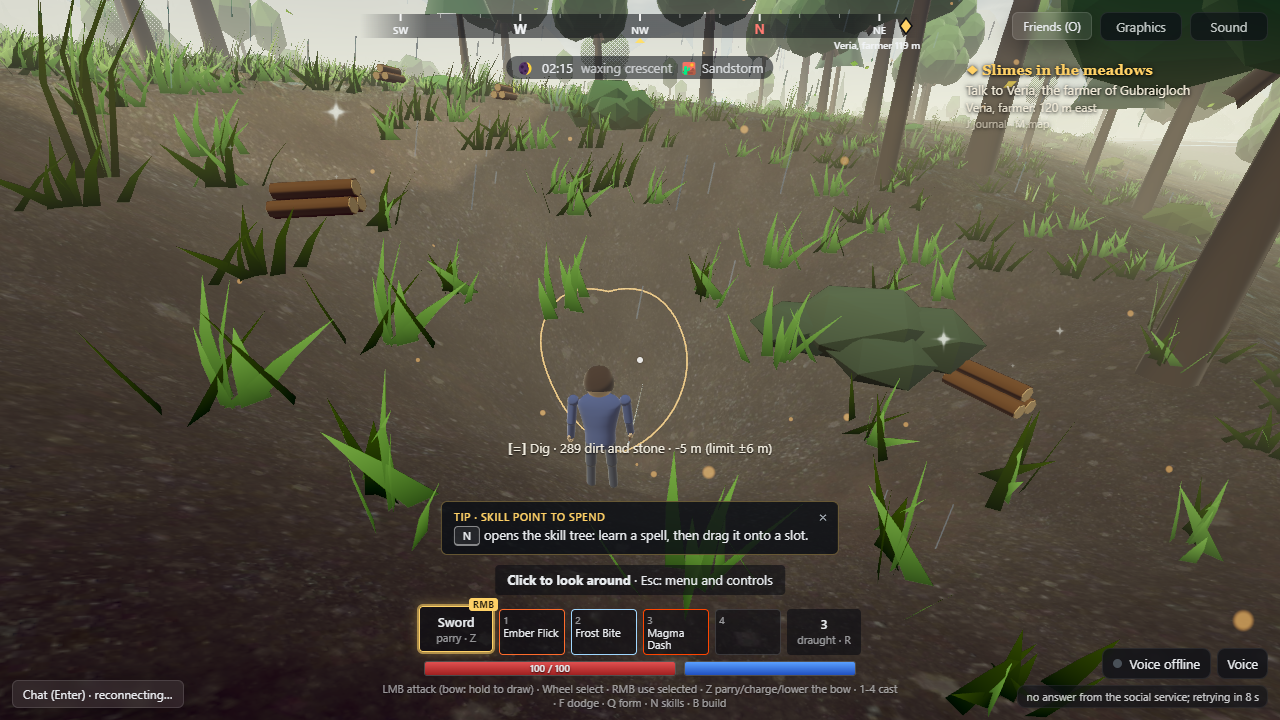 SW
W
NW
N
NE
Veria, farmer 119 m
02:15 waxing crescent Sandstorm
Friends (O)
Graphics
Sound
Slimes in the meadows
Talk to Veria, the farmer of Gubraigloch
Veria, farmer: 120 m east
J journal · M map
[=] Dig · 289 dirt and stone · -5 m (limit ±6 m)
TIP · SKILL POINT TO SPEND
×
N opens the skill tree: learn a spell, then drag it onto a slot.
Click to look around · Esc: menu and controls
RMB
Sword
parry · Z
1
Ember Flick
2
Frost Bite
3
Magma
Dash
4
3
draught · R
100 / 100
LMB attack (bow: hold to draw) · Wheel select · RMB use selected · Z parry/charge/lower the bow · 1-4 cast
· F dodge · Q form · N skills · B build
Chat (Enter) · reconnecting...
Voice offline
Voice
no answer from the social service; retrying in 8 s